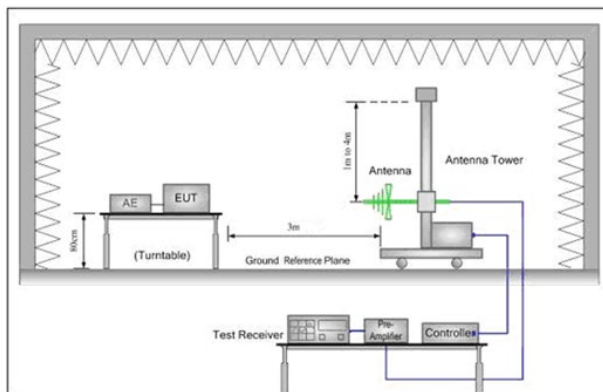 1m to 4m
Antenna
Antenna Tower
AE
EUT
80cm
(Turntable)
3m
Ground Reference Plane
Test Receiver
Pre-
Amplifier
Controller